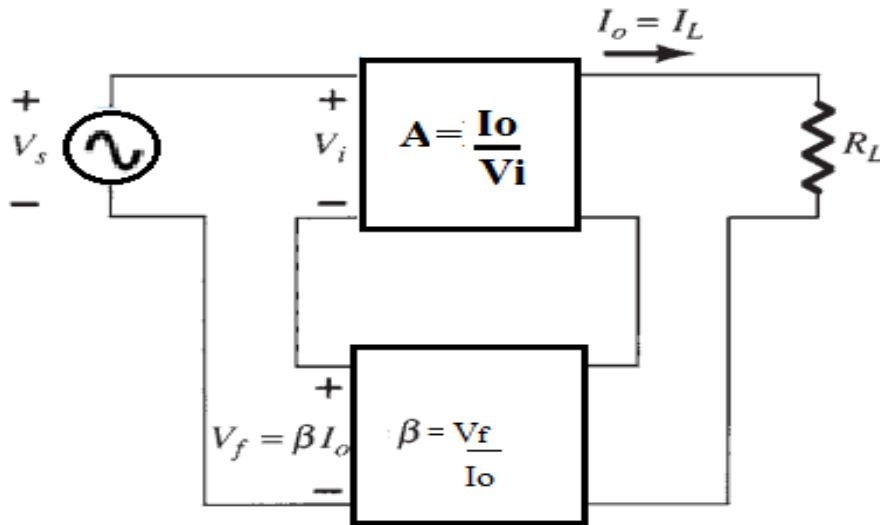 I_o = I_L
+
V_s
−
+
V_i
−
A = Io
Vi
R_L
+
V_f = βI_o
−
β = Vf
Io